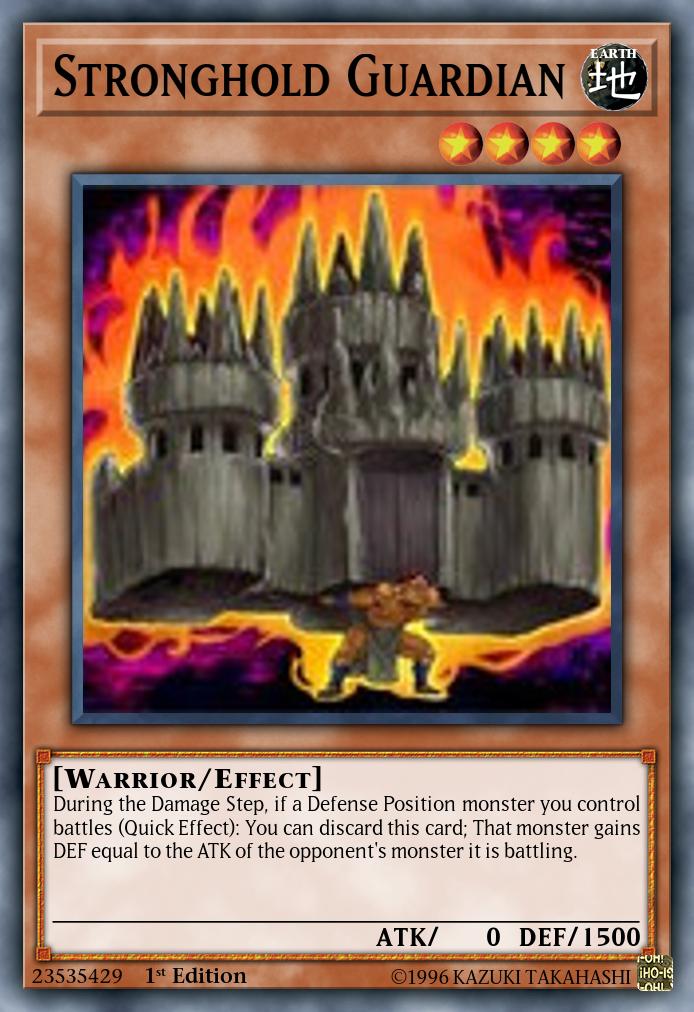 Stronghold Guardian
EARTH
地
[Warrior/Effect]
During the Damage Step, if a Defense Position monster you control
battles (Quick Effect): You can discard this card; That monster gains
DEF equal to the ATK of the opponent's monster it is battling.
ATK/ 0 DEF/1500
23535429 1st Edition ©1996 KAZUKI TAKAHASHI